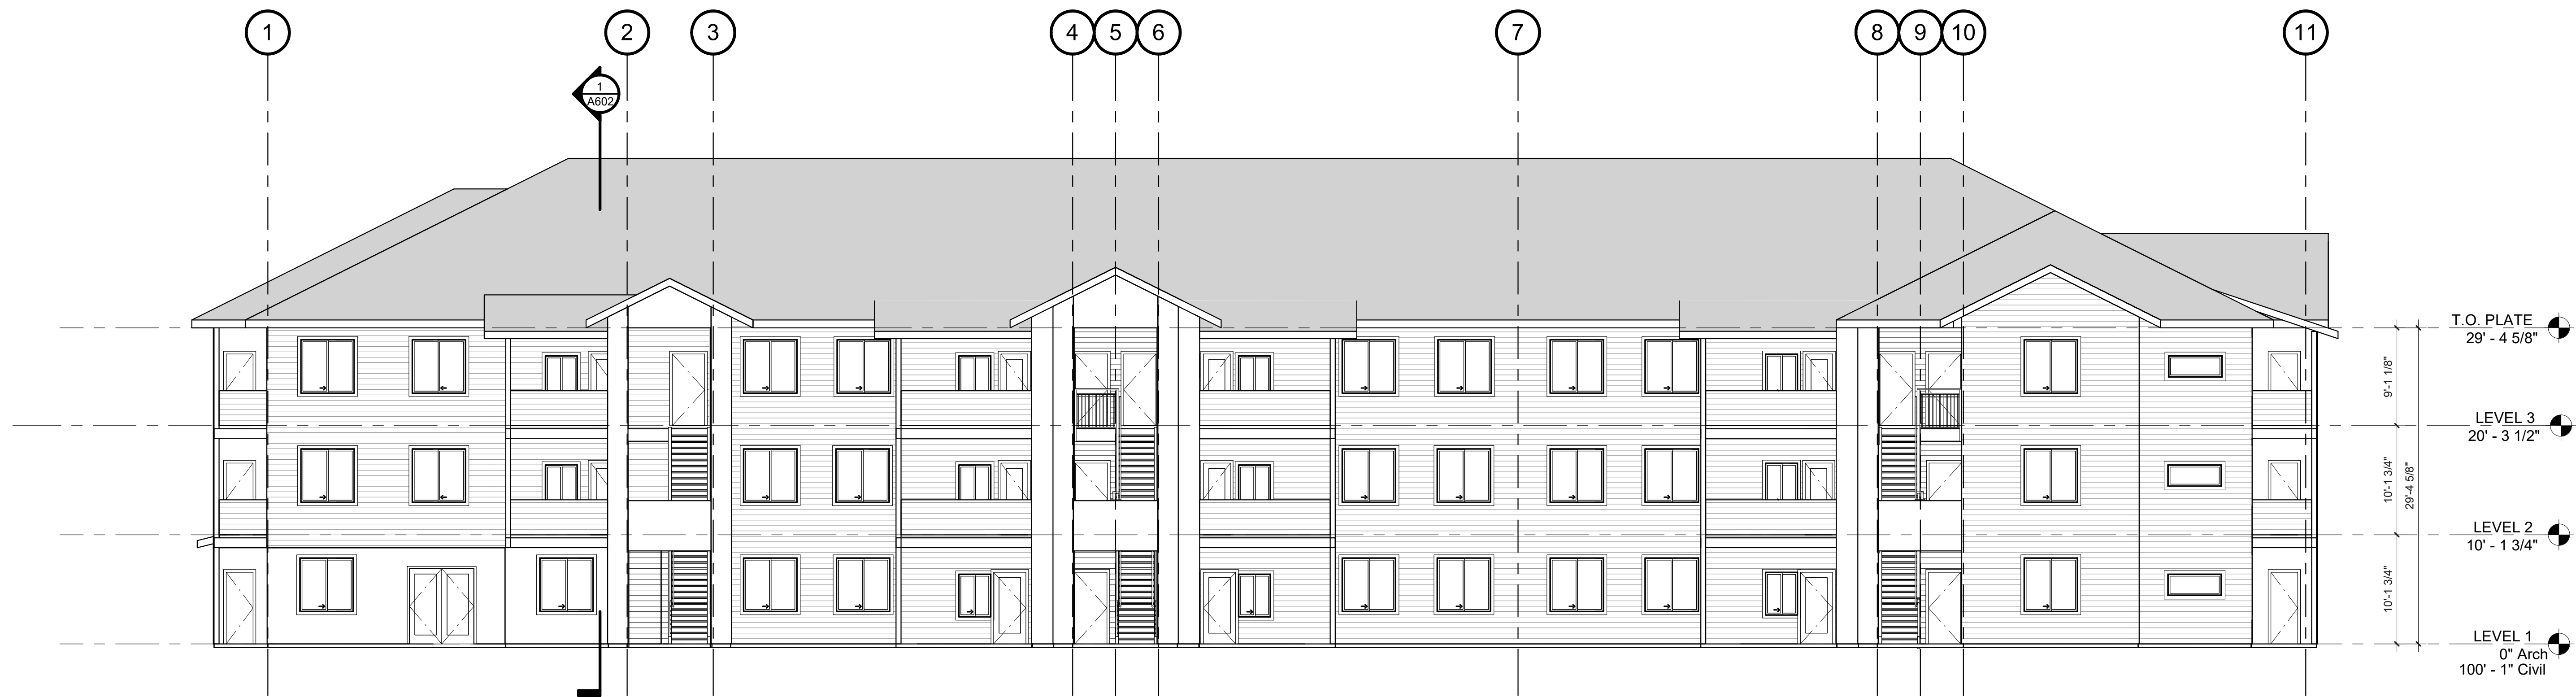 1
2
3
4
5
6
7
8
9
10
11
1
A602
T.O. PLATE
29' - 4 5/8"
9'-1 1/8"
LEVEL 3
20' - 3 1/2"
10'-1 3/4"
29'-4 5/8"
LEVEL 2
10' - 1 3/4"
10'-1 3/4"
LEVEL 1
0" Arch
100' - 1" Civil